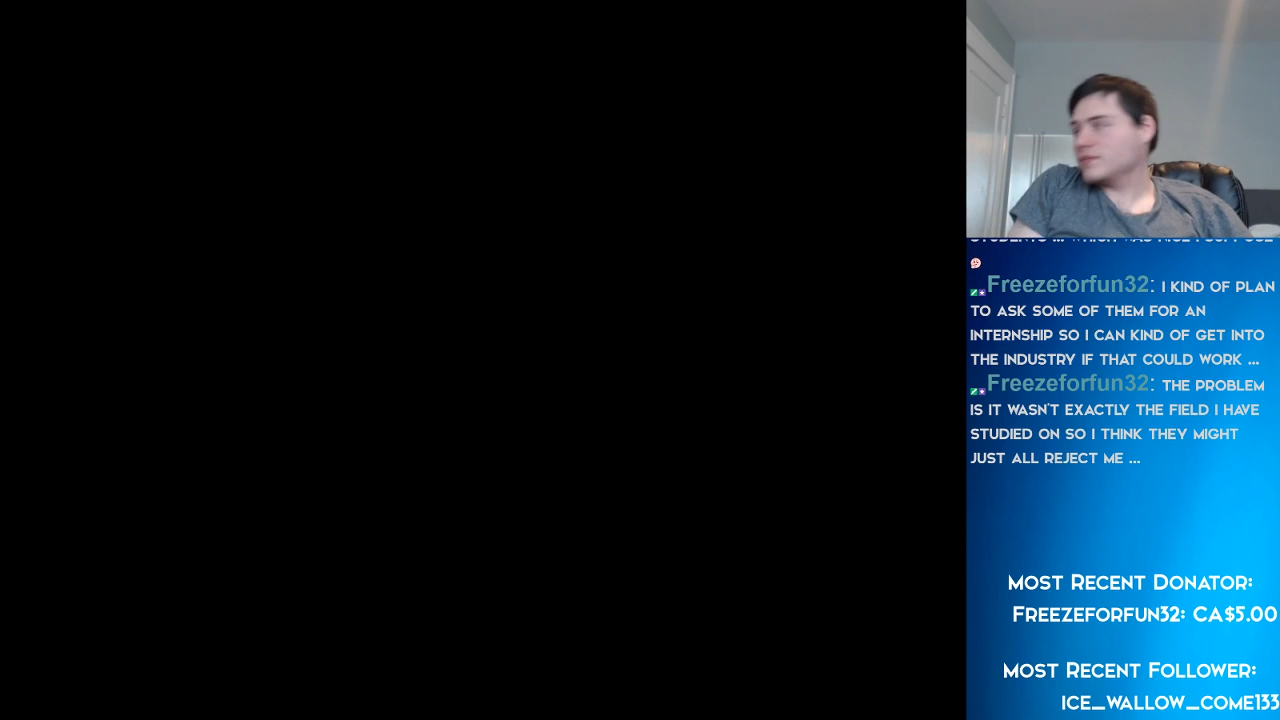 Freezeforfun32: I KIND OF PLAN
TO ASK SOME OF THEM FOR AN
INTERNSHIP SO I CAN KIND OF GET INTO
THE INDUSTRY IF THAT COULD WORK ...
Freezeforfun32: THE PROBLEM
IS IT WASN'T EXACTLY THE FIELD I HAVE
STUDIED ON SO I THINK THEY MIGHT
JUST ALL REJECT ME ...
MOST RECENT DONATOR:
FREEZEFORFUN32: CA$5.00
MOST RECENT FOLLOWER:
ICE_WALLOW_COME133